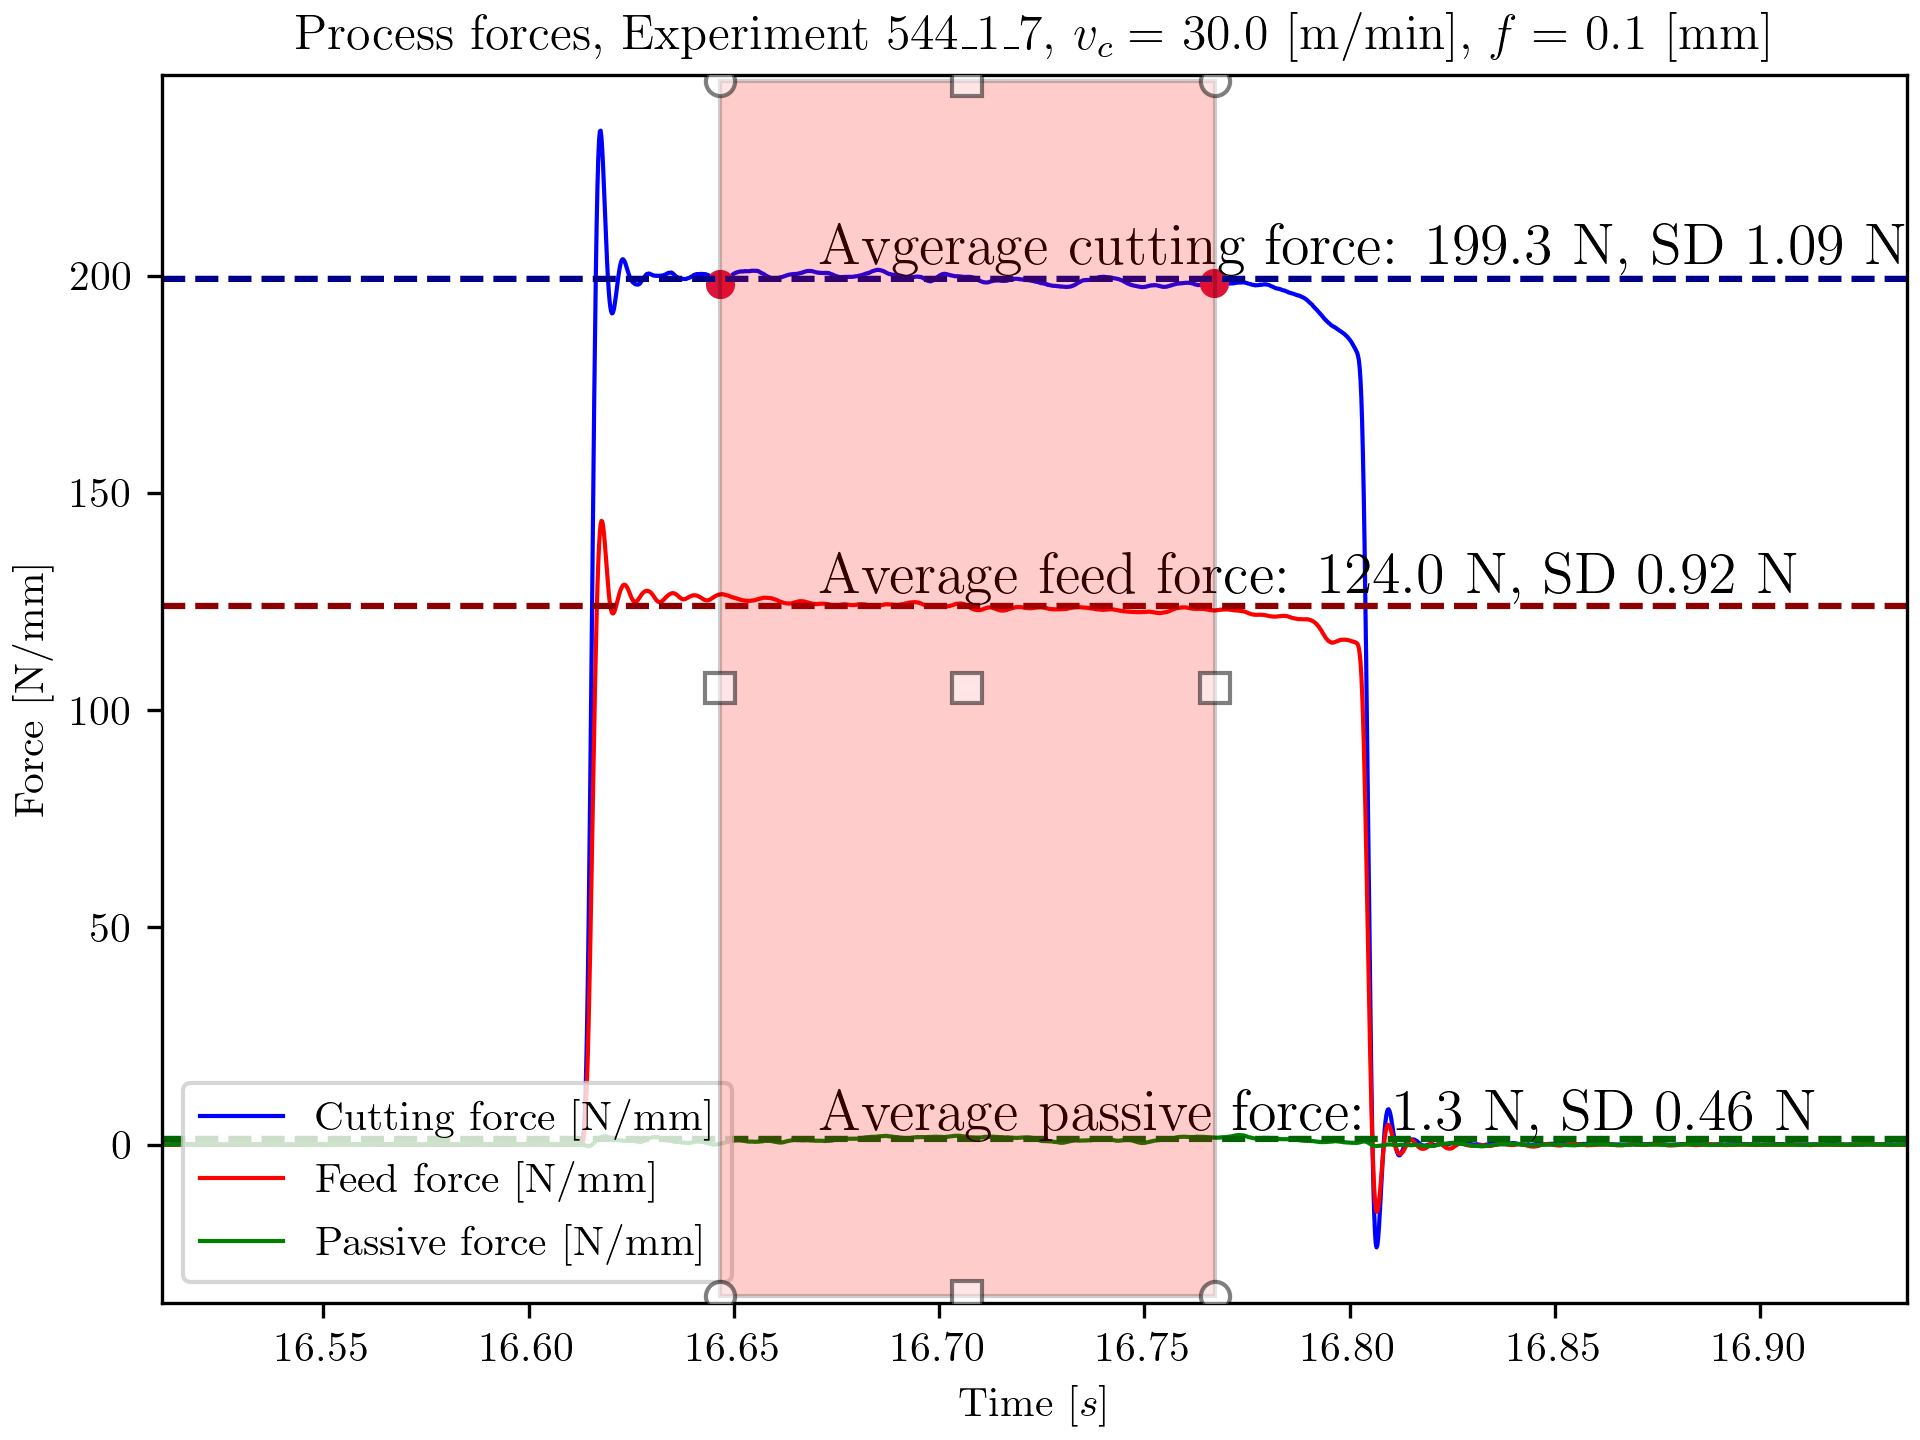 Process forces, Experiment 544_1_7, v_c = 30.0 [m/min], f = 0.1 [mm]
Avgerage cutting force: 199.3 N, SD 1.09 N
Average feed force: 124.0 N, SD 0.92 N
Average passive force: 1.3 N, SD 0.46 N
Force [N/mm]
200
150
100
50
0
Cutting force [N/mm]
Feed force [N/mm]
Passive force [N/mm]
16.55 16.60 16.65 16.70 16.75 16.80 16.85 16.90
Time [s]